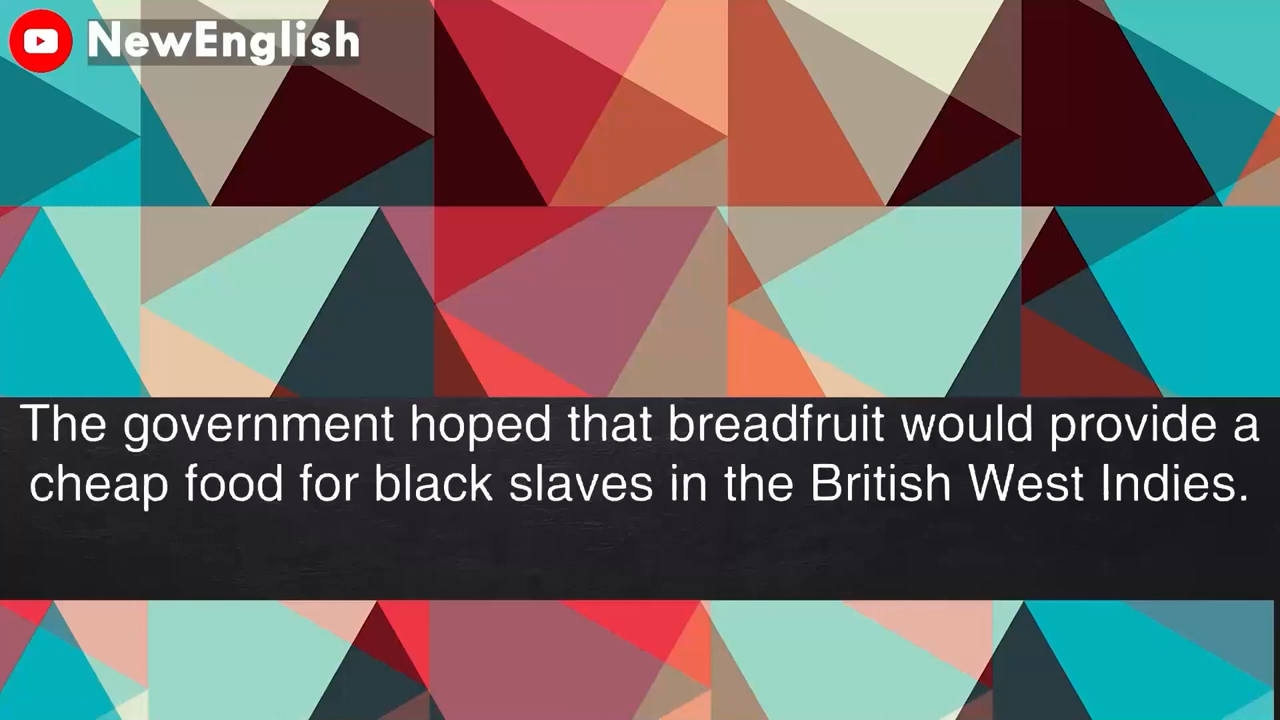 NewEnglish
The government hoped that breadfruit would provide a
cheap food for black slaves in the British West Indies.